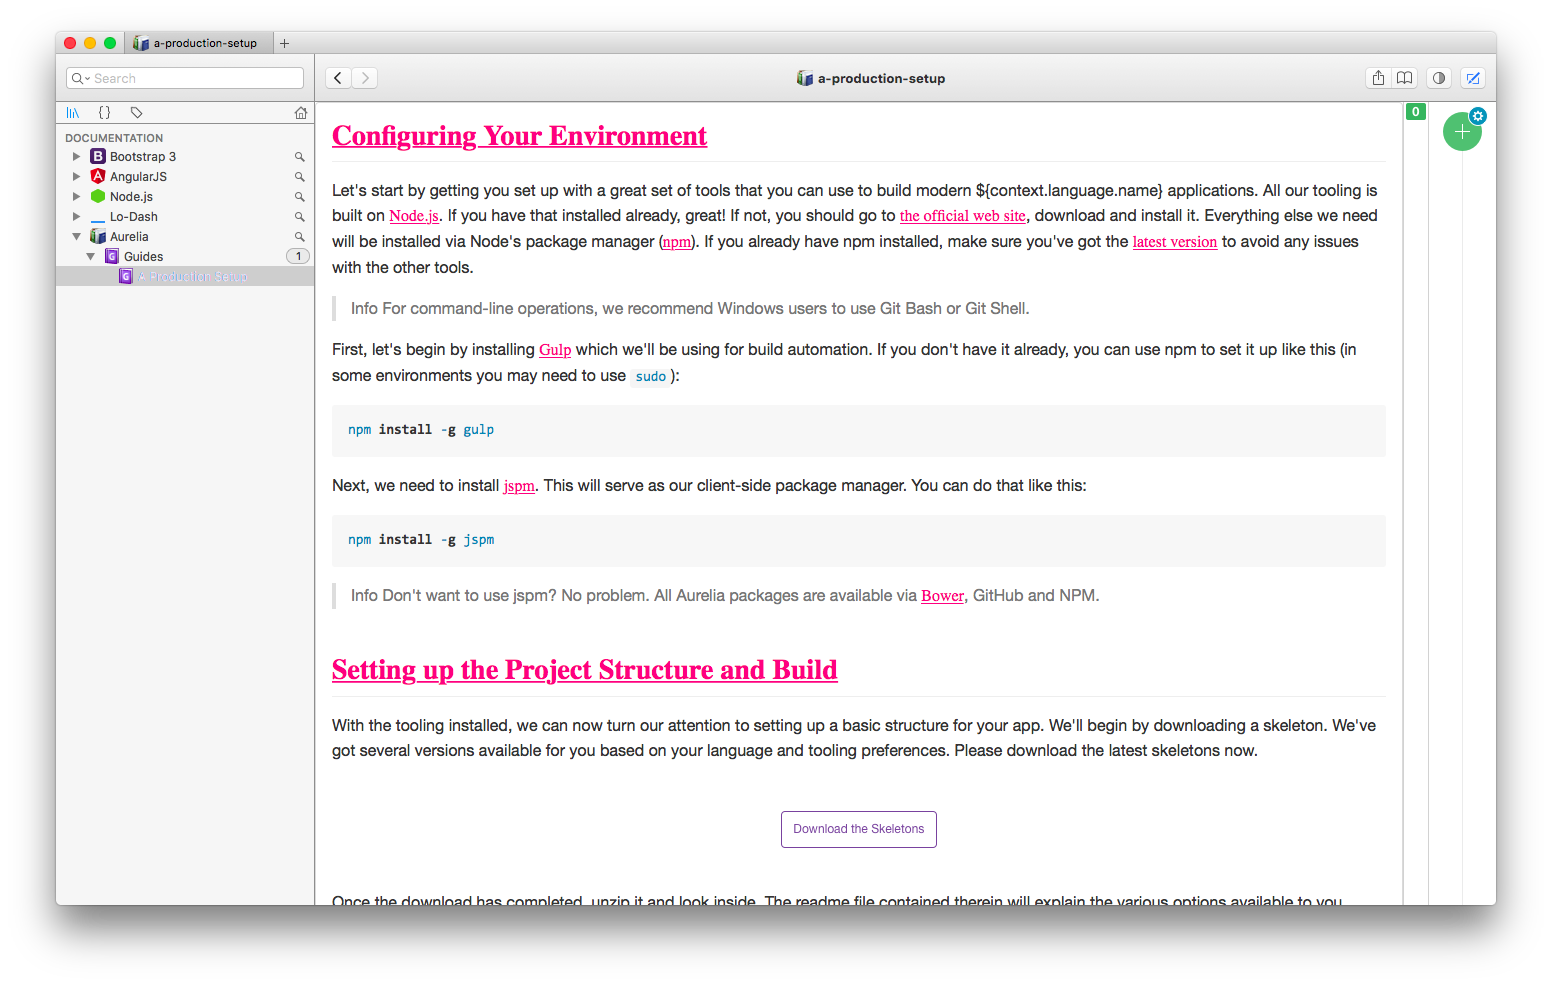 a-production-setup
Search
a-production-setup
DOCUMENTATION
Bootstrap 3
AngularJS
Node.js
Lo-Dash
Aurelia
Guides 1
A Production Setup
0
Configuring Your Environment
Let's start by getting you set up with a great set of tools that you can use to build modern ${context.language.name} applications. All our tooling is
built on Node.js. If you have that installed already, great! If not, you should go to the official web site, download and install it. Everything else we need
will be installed via Node's package manager (npm). If you already have npm installed, make sure you've got the latest version to avoid any issues
with the other tools.
Info For command-line operations, we recommend Windows users to use Git Bash or Git Shell.
First, let's begin by installing Gulp which we'll be using for build automation. If you don't have it already, you can use npm to set it up like this (in
some environments you may need to use sudo ):
npm install -g gulp
Next, we need to install jspm. This will serve as our client-side package manager. You can do that like this:
npm install -g jspm
Info Don't want to use jspm? No problem. All Aurelia packages are available via Bower, GitHub and NPM.
Setting up the Project Structure and Build
With the tooling installed, we can now turn our attention to setting up a basic structure for your app. We'll begin by downloading a skeleton. We've
got several versions available for you based on your language and tooling preferences. Please download the latest skeletons now.
Download the Skeletons
Once the download has completed, unzip it and look inside. The readme file contained therein will explain the various options available to you.